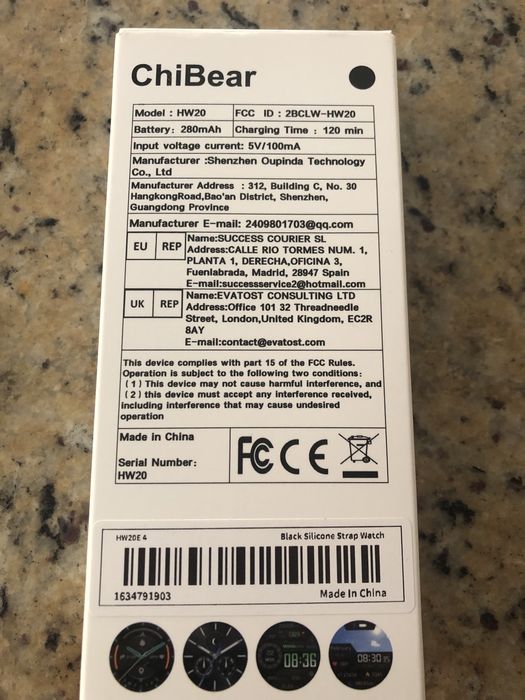 ChiBear
Model : HW20 FCC ID : 2BCLW-HW20
Battery: 280mAh Charging Time : 120 min
Input voltage current: 5V/100mA
Manufacturer :Shenzhen Oupinda Technology
Co., Ltd
Manufacturer Address : 312, Building C, No. 30
HangkongRoad,Bao'an District, Shenzhen,
Guangdong Province
Manufacturer E-mail: 2409801703@qq.com
EU REP
Name:SUCCESS COURIER SL
Address:CALLE RIO TORMES NUM. 1,
PLANTA 1, DERECHA,OFICINA 3,
Fuenlabrada, Madrid, 28947 Spain
E-mail:successservice2@hotmail.com
UK REP
Name:EVATOST CONSULTING LTD
Address:Office 101 32 Threadneedle
Street, London,United Kingdom, EC2R
8AY
E-mail:contact@evatost.com
This device complies with part 15 of the FCC Rules.
Operation is subject to the following two conditions:
(1) This device may not cause harmful interference, and
(2) this device must accept any interference received,
including interference that may cause undesired
operation
Made in China
Serial Number:
HW20
FC CE
HW20E 4 Black Silicone Strap Watch
1634791903 Made In China
08:36
08:30